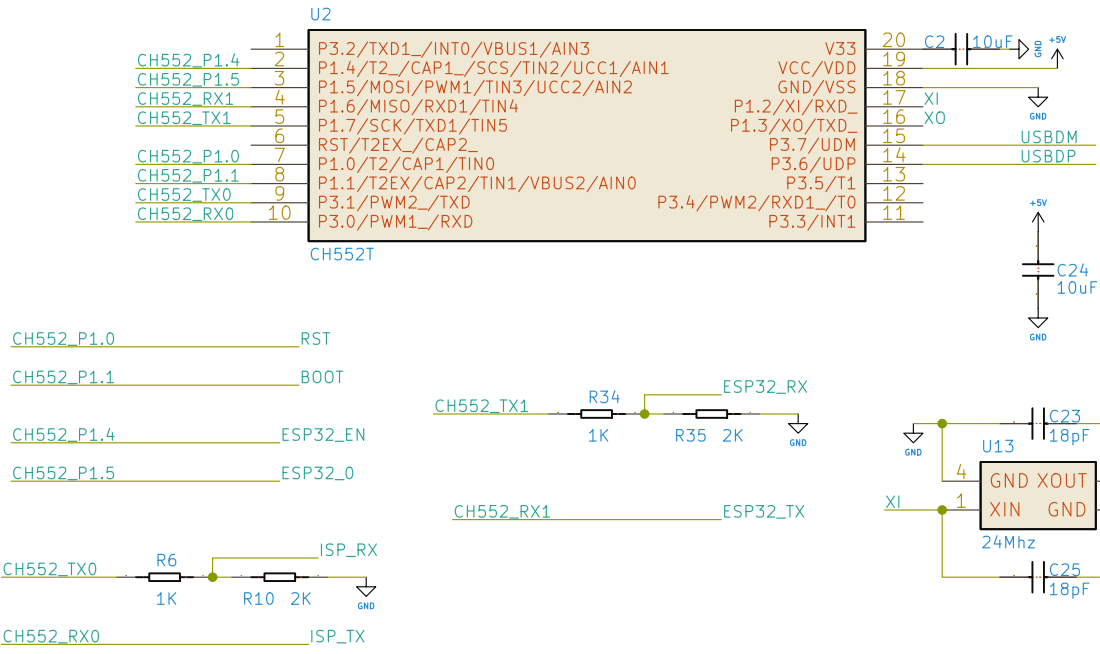 U2
1 P3.2/TXD1_/INT0/VBUS1/AIN3 V33 20 C2 10uF GND +5V
CH552_P1.4 2 P1.4/T2_/CAP1_/SCS/TIN2/UCC1/AIN1 VCC/VDD 19
CH552_P1.5 3 P1.5/MOSI/PWM1/TIN3/UCC2/AIN2 GND/VSS 18
CH552_RX1 4 P1.6/MISO/RXD1/TIN4 P1.2/XI/RXD_ 17 XI
GND
CH552_TX1 5 P1.7/SCK/TXD1/TIN5 P1.3/XO/TXD_ 16 XO
6 RST/T2EX_/CAP2_ P3.7/UDM 15 USBDM
CH552_P1.0 7 P1.0/T2/CAP1/TIN0 P3.6/UDP 14 USBDP
CH552_P1.1 8 P1.1/T2EX/CAP2/TIN1/VBUS2/AIN0 P3.5/T1 13
CH552_TX0 9 P3.1/PWM2_/TXD P3.4/PWM2/RXD1_/T0 12
CH552_RX0 10 P3.0/PWM1_/RXD P3.3/INT1 11
CH552T
+5V
C24
10uF
GND
CH552_P1.0 RST
CH552_P1.1 BOOT
CH552_P1.4 ESP32_EN
CH552_P1.5 ESP32_0
CH552_TX1 R34 ESP32_RX
1K R35 2K GND
CH552_RX1 ESP32_TX
C23
18pF
GND
U13
4 GND XOUT
XI 1 XIN GND
24Mhz
C25
18pF
CH552_TX0 R6 ISP_RX
1K R10 2K GND
CH552_RX0 ISP_TX